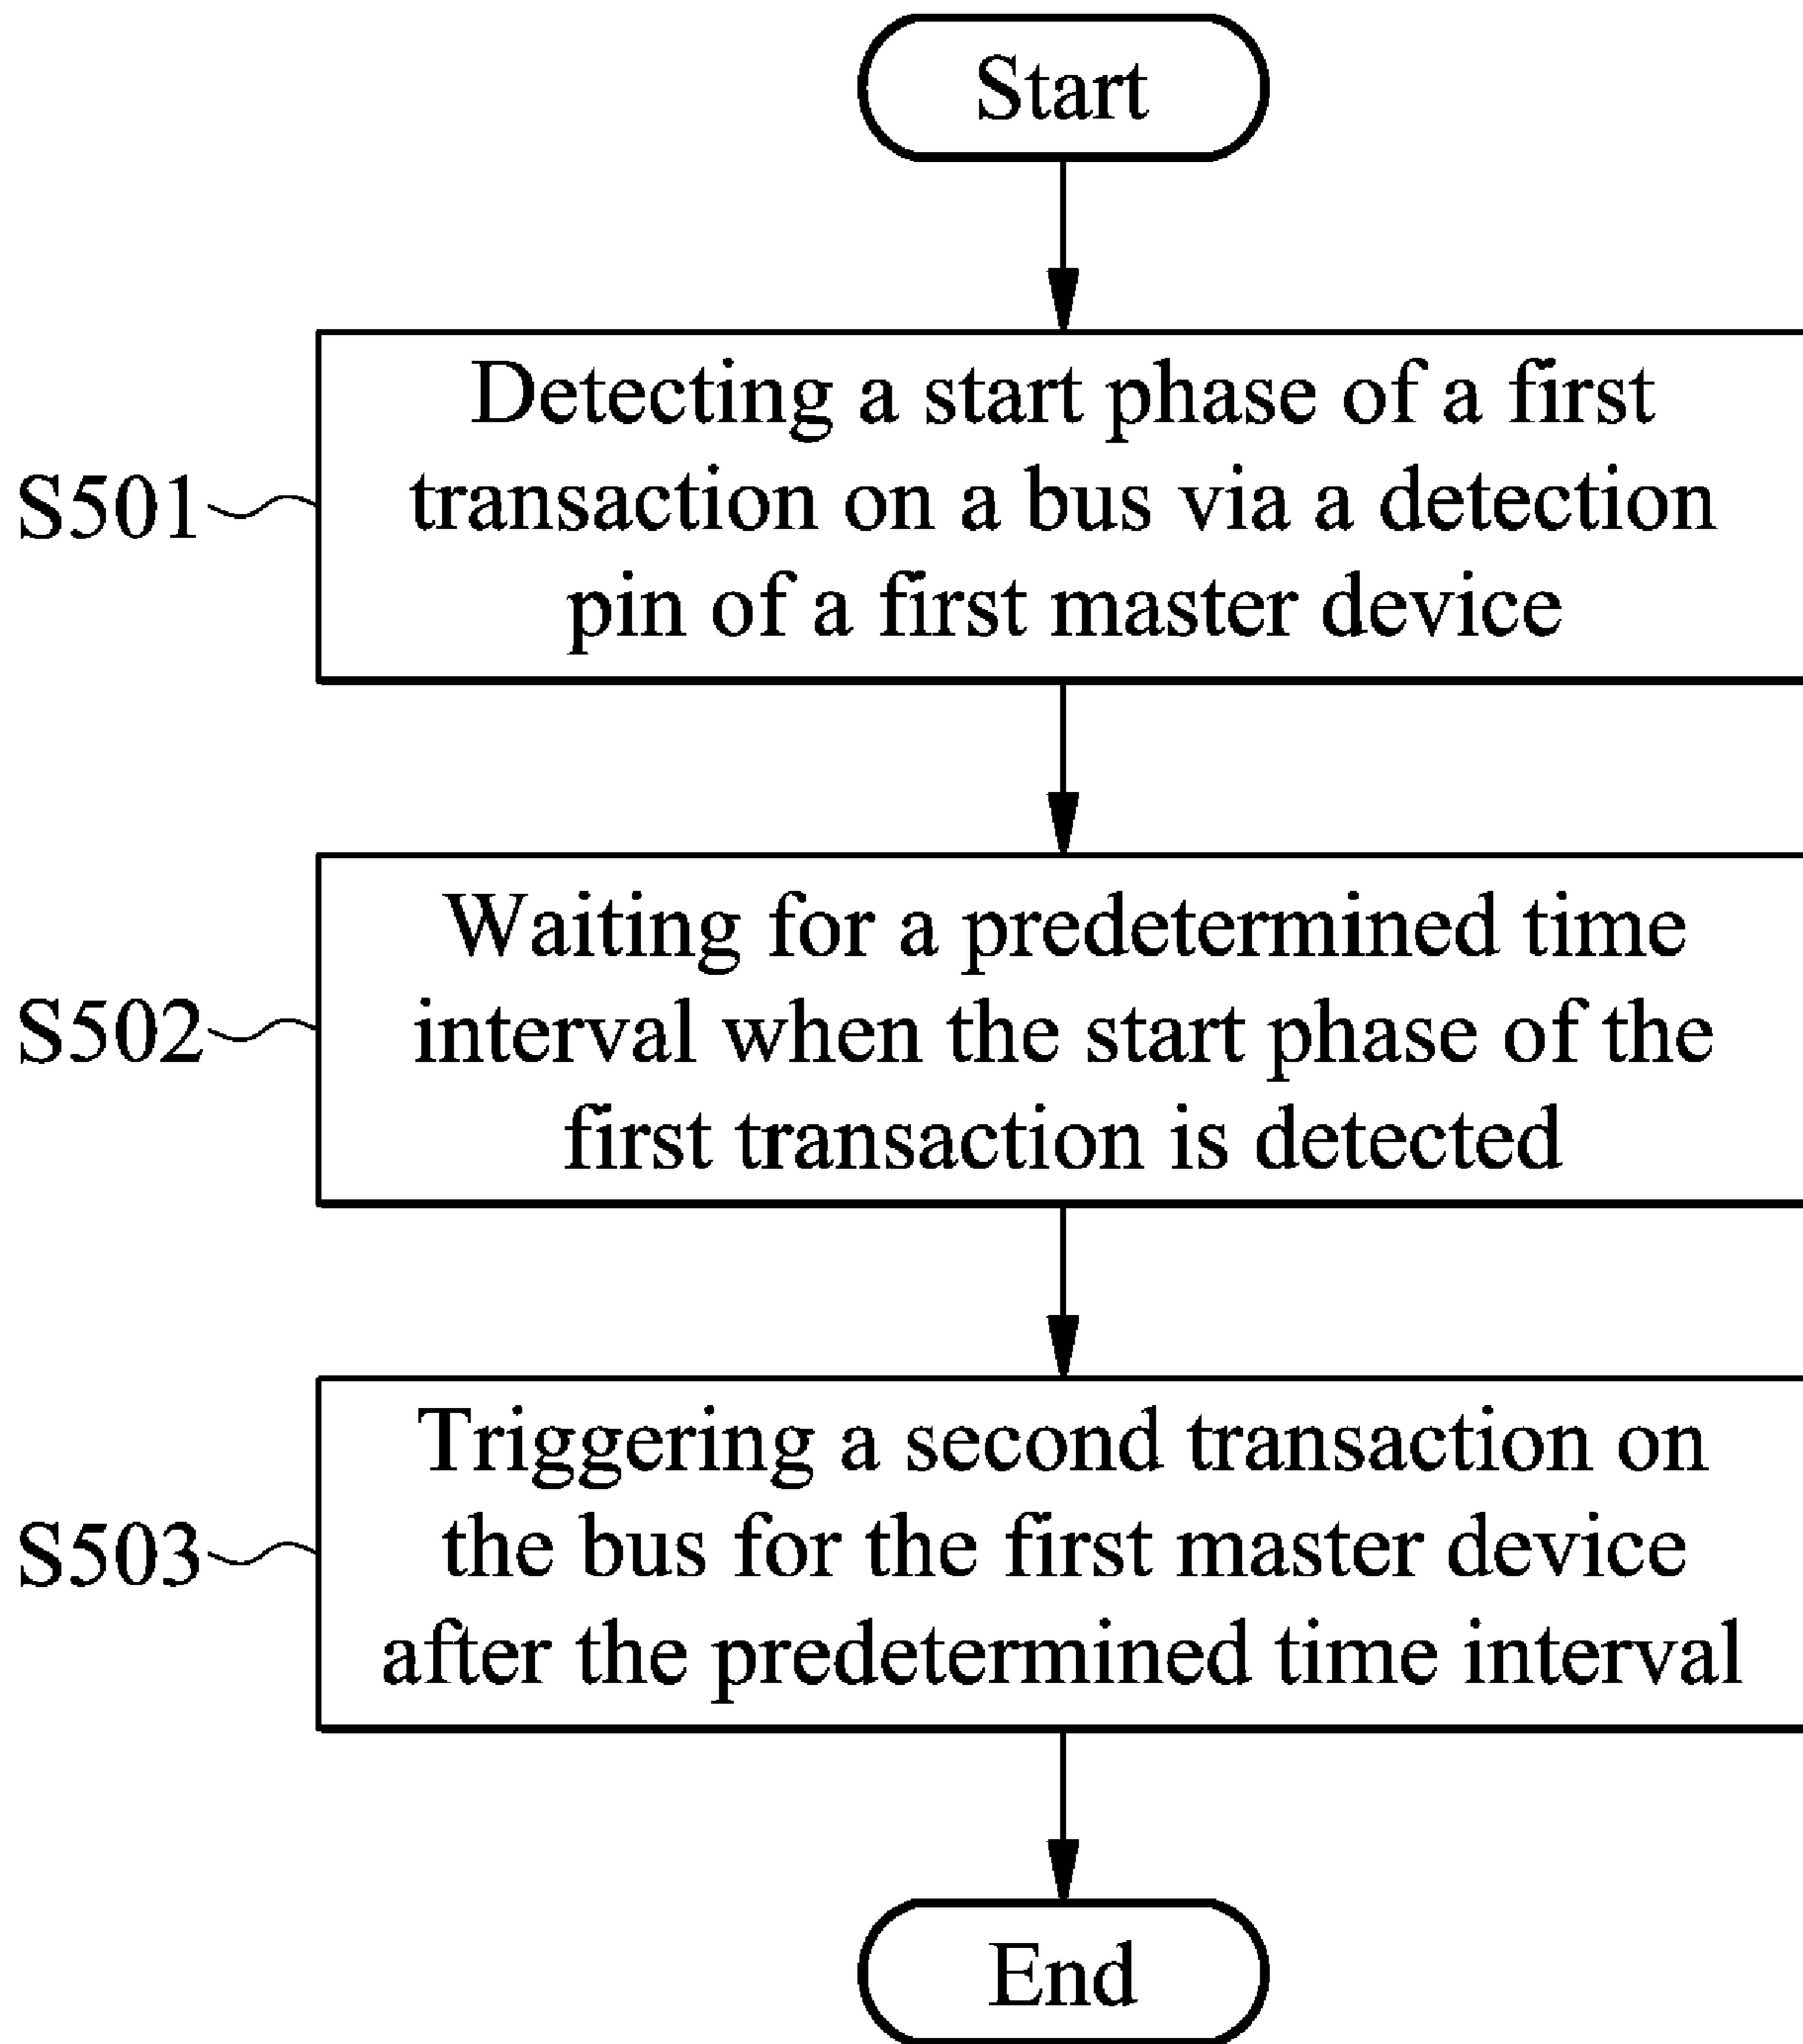 Start
Detecting a start phase of a first
transaction on a bus via a detection
pin of a first master device
S501
Waiting for a predetermined time
interval when the start phase of the
first transaction is detected
S502
Triggering a second transaction on
the bus for the first master device
after the predetermined time interval
S503
End